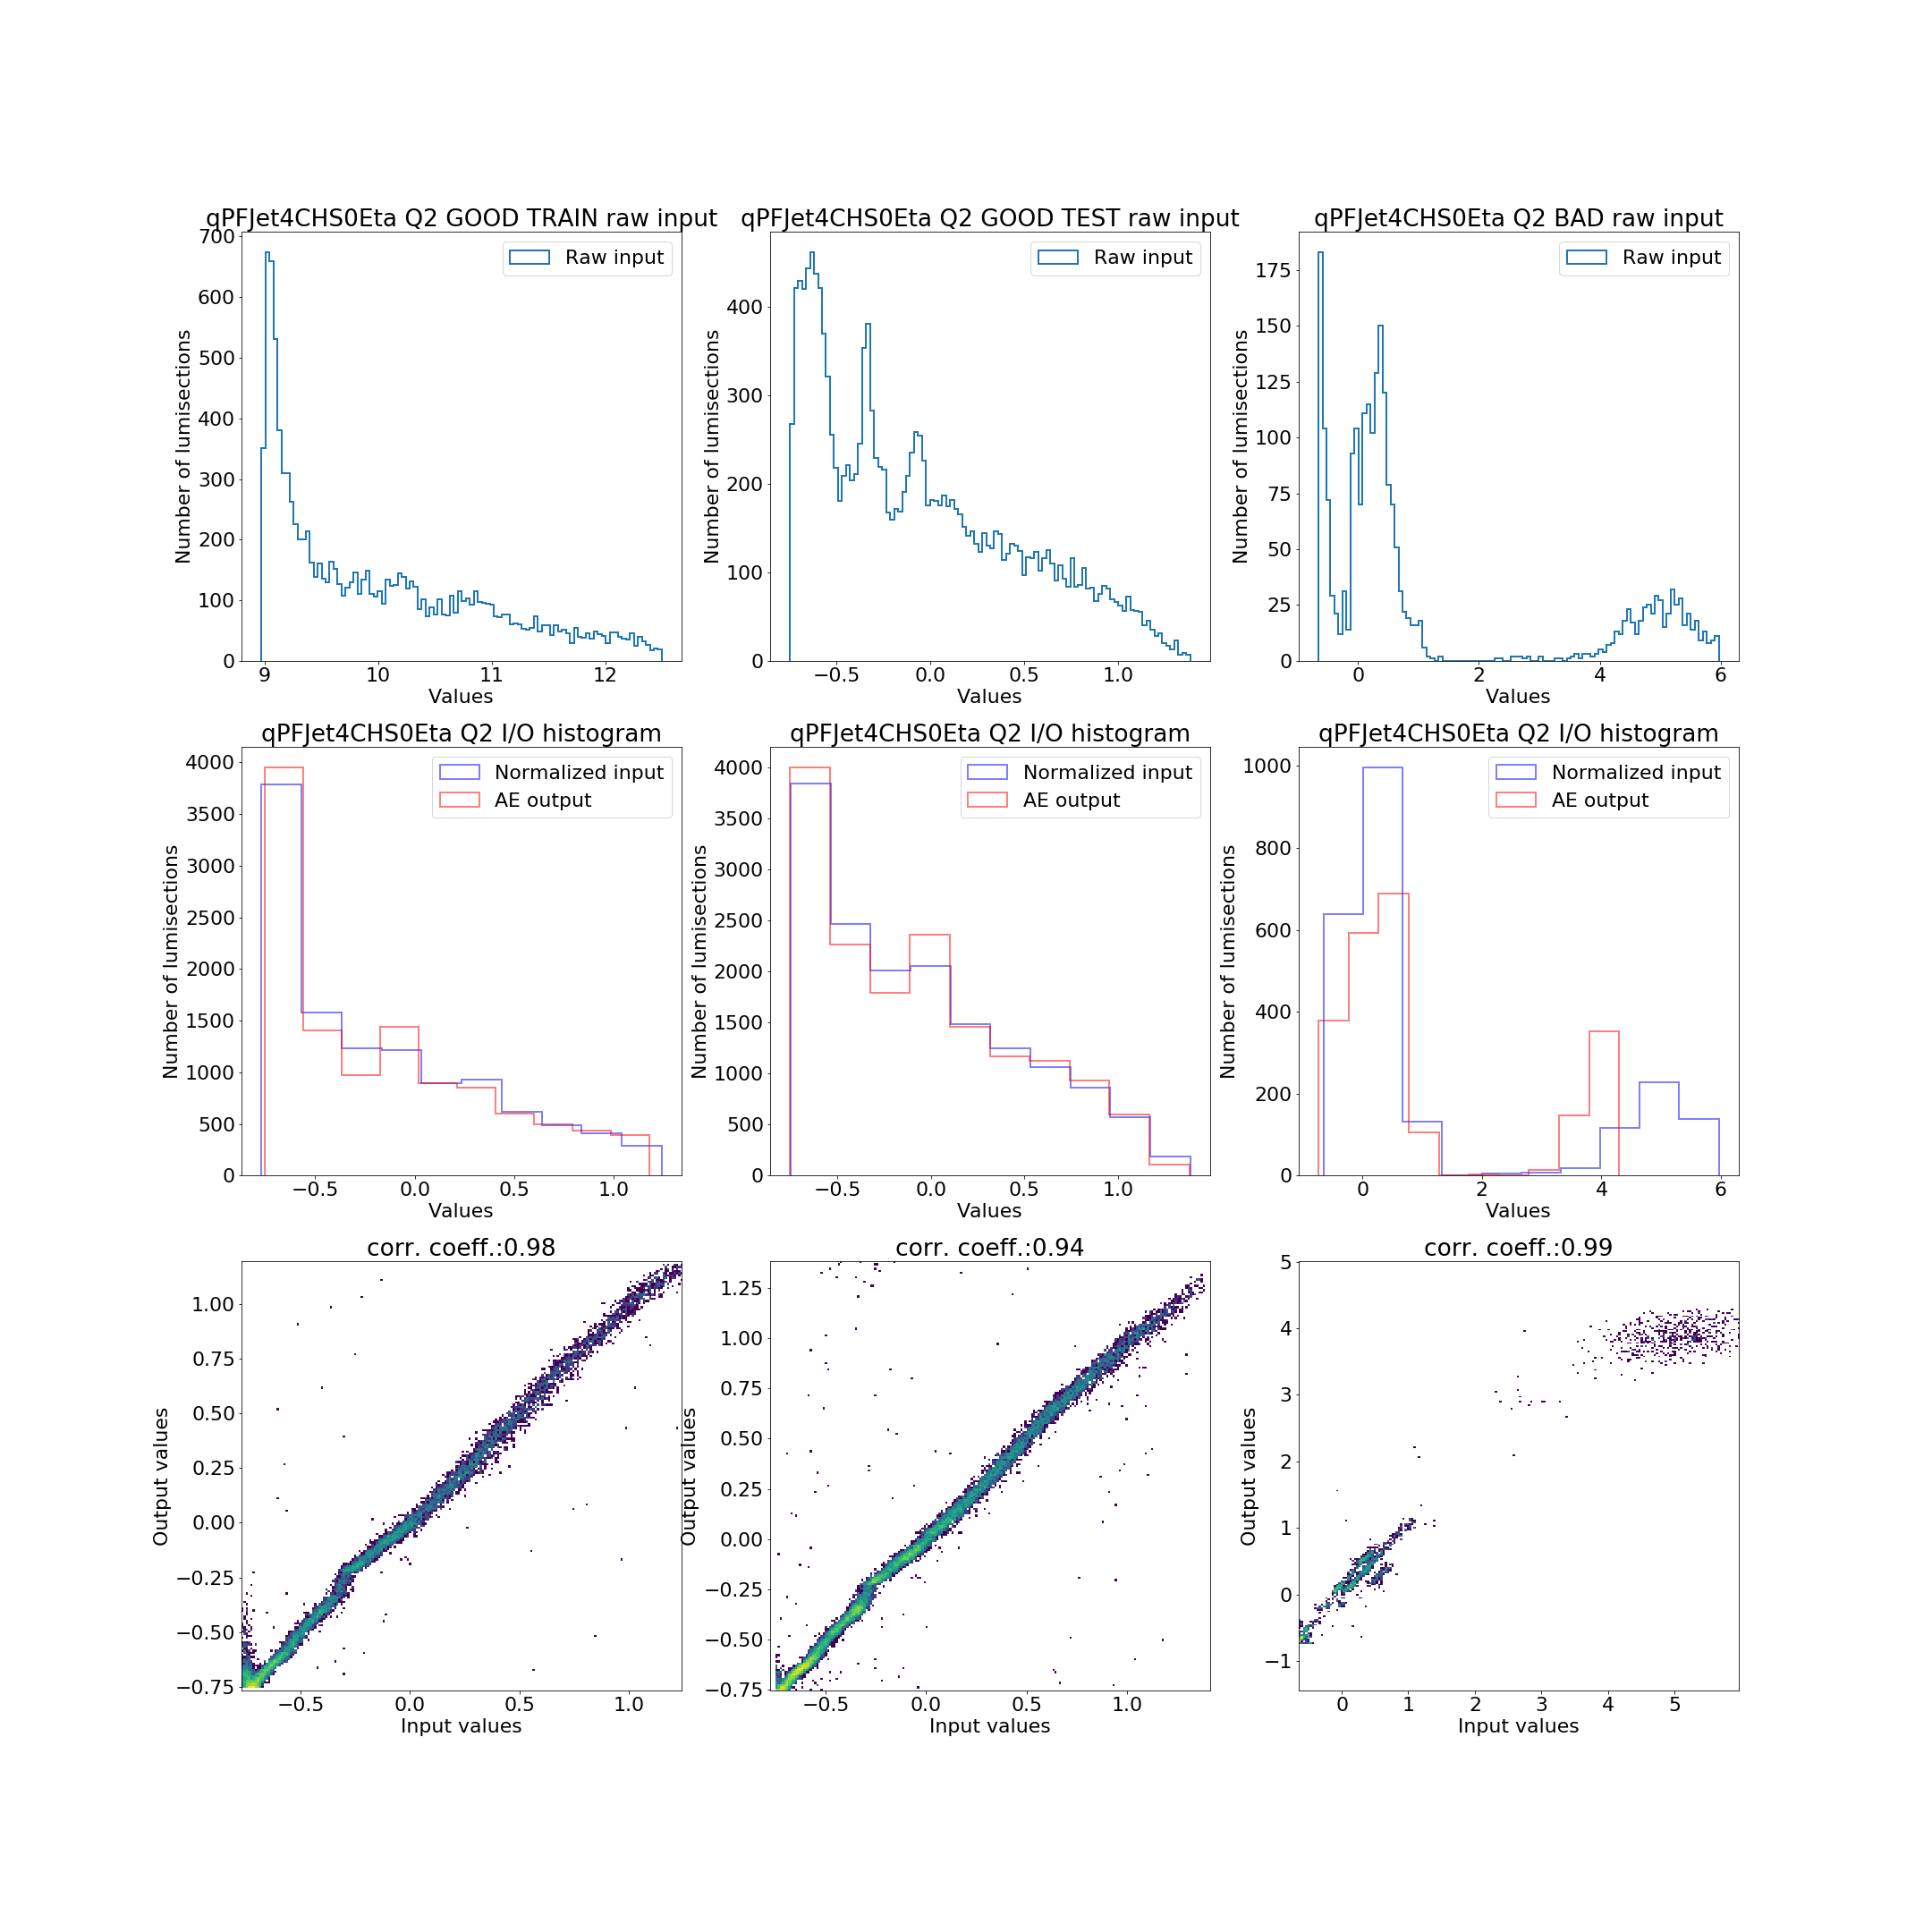 qPFJet4CHS0Eta Q2 GOOD TRAIN raw input
Raw input
Number of lumisections
700
600
500
400
300
200
100
0
9 10 11 12
Values
qPFJet4CHS0Eta Q2 GOOD TEST raw input
Raw input
Number of lumisections
400
300
200
100
0
−0.5 0.0 0.5 1.0
Values
qPFJet4CHS0Eta Q2 BAD raw input
Raw input
Number of lumisections
175
150
125
100
75
50
25
0
0 2 4 6
Values
qPFJet4CHS0Eta Q2 I/O histogram
Normalized input
AE output
Number of lumisections
4000
3500
3000
2500
2000
1500
1000
500
0
−0.5 0.0 0.5 1.0
Values
qPFJet4CHS0Eta Q2 I/O histogram
Normalized input
AE output
Number of lumisections
4000
3500
3000
2500
2000
1500
1000
500
0
−0.5 0.0 0.5 1.0
Values
qPFJet4CHS0Eta Q2 I/O histogram
Normalized input
AE output
Number of lumisections
1000
800
600
400
200
0
0 2 4 6
Values
corr. coeff.:0.98
Output values
1.00
0.75
0.50
0.25
0.00
−0.25
−0.50
−0.75
−0.5 0.0 0.5 1.0
Input values
corr. coeff.:0.94
Output values
1.25
1.00
0.75
0.50
0.25
0.00
−0.25
−0.50
−0.75
−0.5 0.0 0.5 1.0
Input values
corr. coeff.:0.99
Output values
5
4
3
2
1
0
−1
0 1 2 3 4 5
Input values